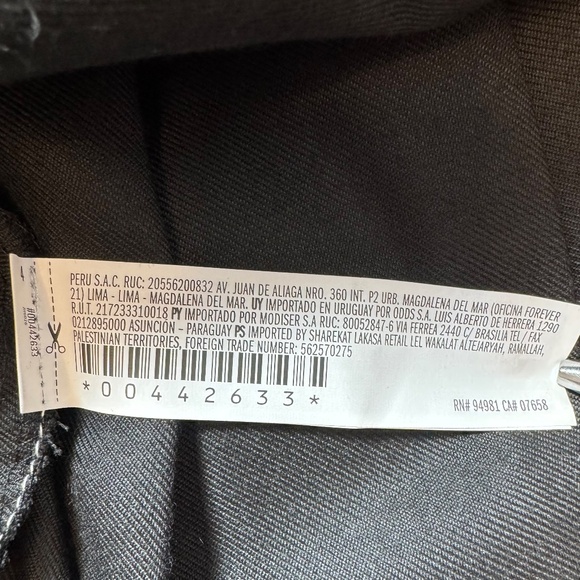 PERU S.A.C. RUC: 20556200832 AV. JUAN DE ALIAGA NRO. 360 INT. P2 URB. MAGDALENA DEL MAR (OFICINA FOREVER
21) LIMA - LIMA - MAGDALENA DEL MAR. UY IMPORTADO EN URUGUAY POR ODDS S.A. LUIS ALBERTO DE HERRERA 1290
R.U.T. 217233310018 PY IMPORTADO POR MODISER S.A RUC: 80052847-6 VIA FERREA 2440 C/ BRASILIA TEL / FAX
0212895000 ASUNCIÓN - PARAGUAY PS IMPORTED BY SHAREKAT LAKASA RETAIL LEL WAKALAT ALTEJARYAH, RAMALLAH,
PALESTINIAN TERRITORIES, FOREIGN TRADE NUMBER: 562570275
*00442633*
RN# 94981 CA# 07658
#00442633